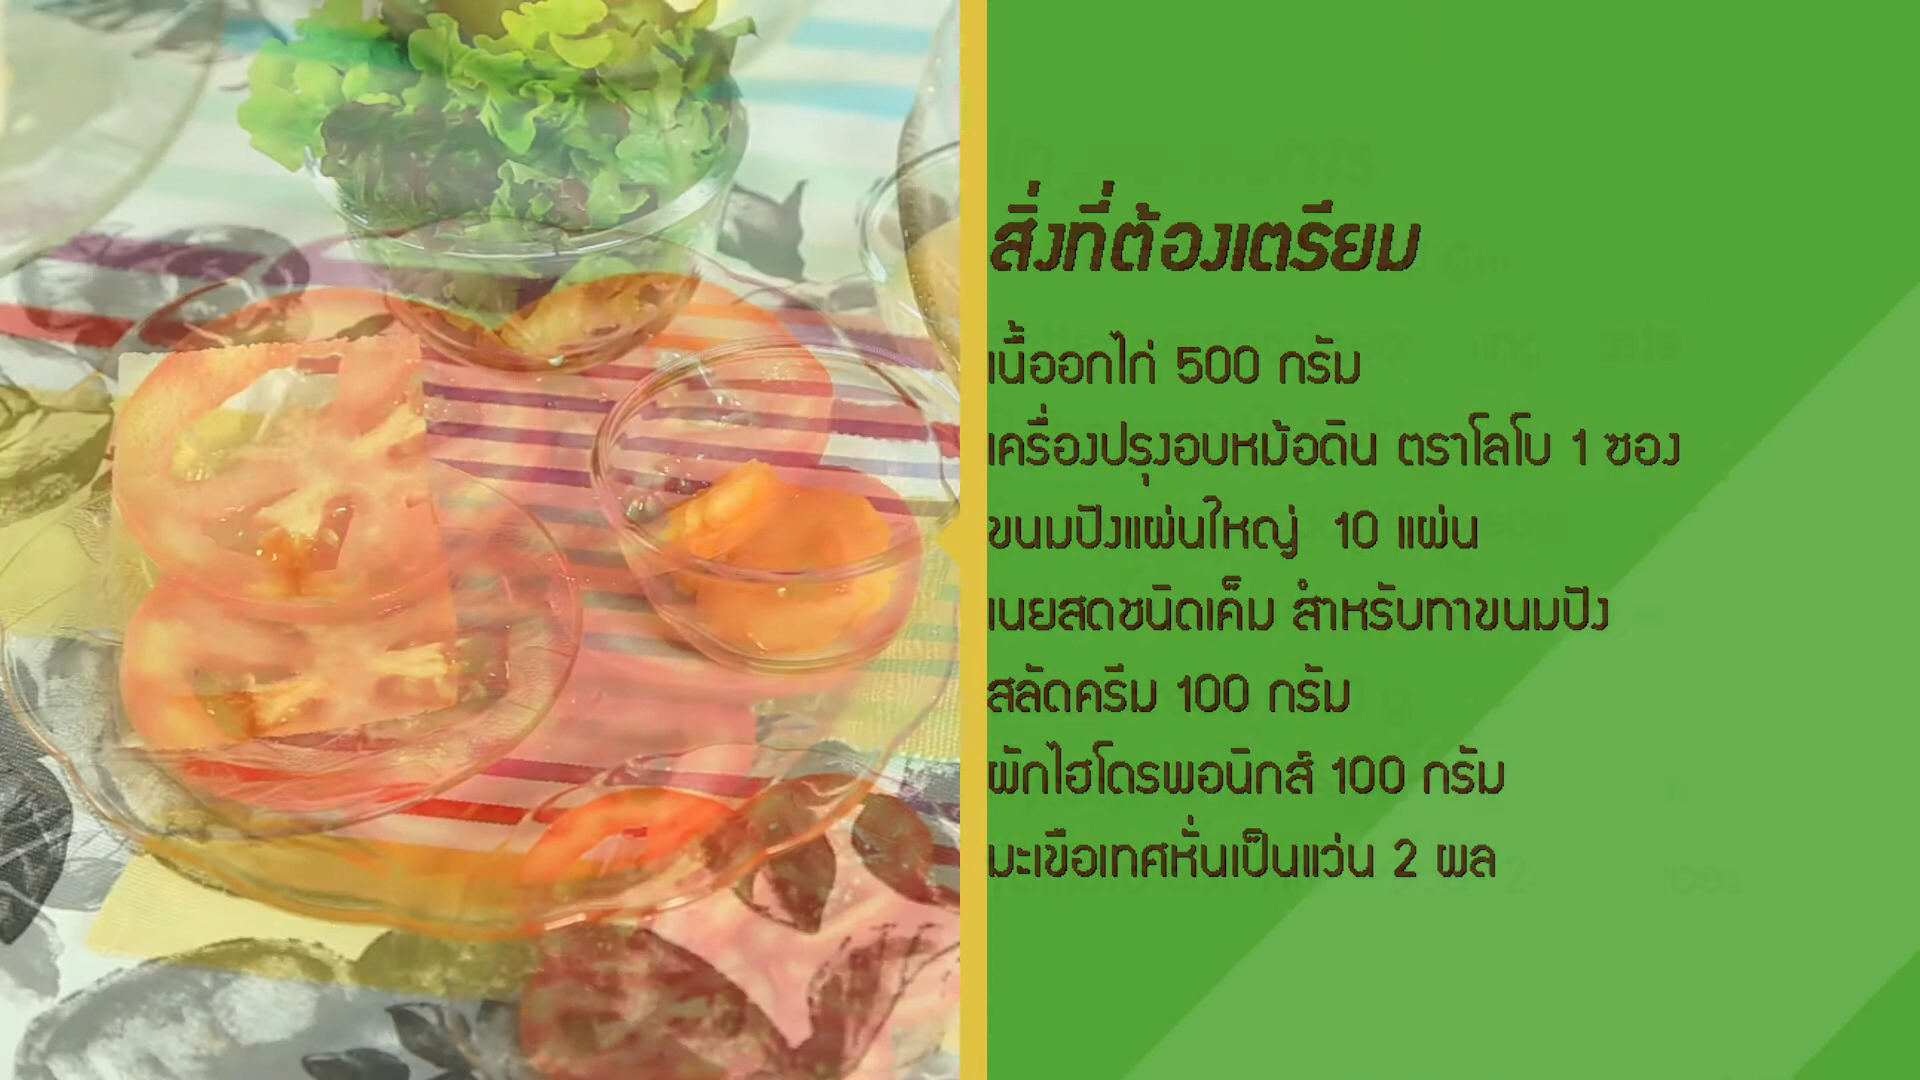 สิ่งที่ต้องเตรียม
เนื้ออกไก่ 500 กรัม
เครื่องปรุงอบหม้อดิน ตราโลโบ 1 ซอง
ขนมปังแผ่นใหญ่ 10 แผ่น
เนยสดชนิดเค็ม สำหรับทาขนมปัง
สลัดครีม 100 กรัม
ผักไฮโดรพอนิกส์ 100 กรัม
มะเขือเทศหั่นเป็นแว่น 2 ผล